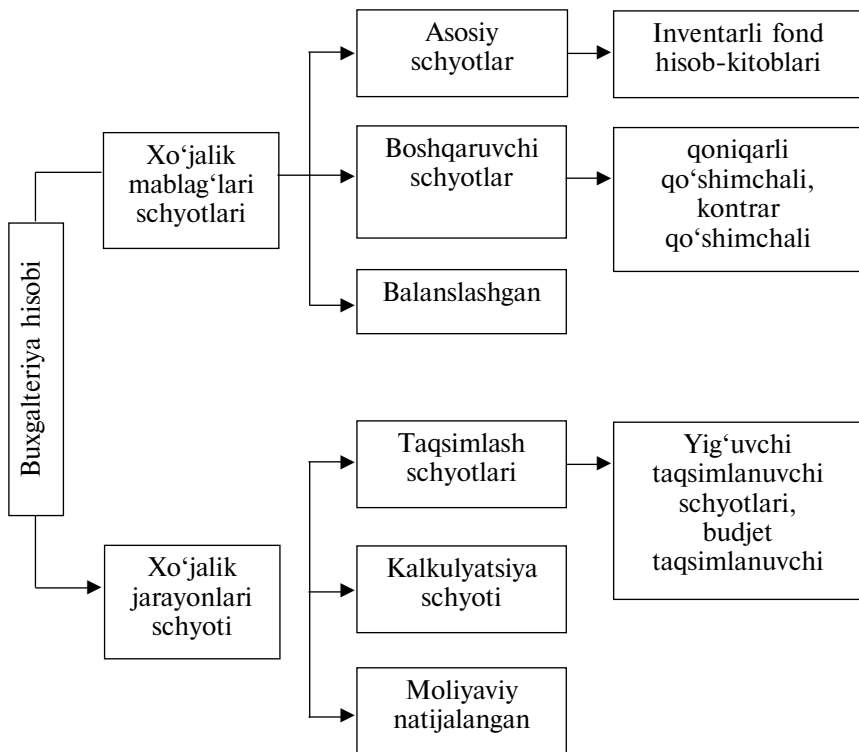 Buxgalteriya hisobi
Xo‘jalik
mablag‘lari
schyotlari
Asosiy
schyotlar
Inventarli fond
hisob-kitoblari
Boshqaruvchi
schyotlar
qoniqarli
qo‘shimchali,
kontrar
qo‘shimchali
Balanslashgan
Xo‘jalik
jarayonlari
schyoti
Taqsimlash
schyotlari
Yig‘uvchi
taqsimlanuvchi
schyotlari,
budjet
taqsimlanuvchi
Kalkulyatsiya
schyoti
Moliyaviy
natijalangan